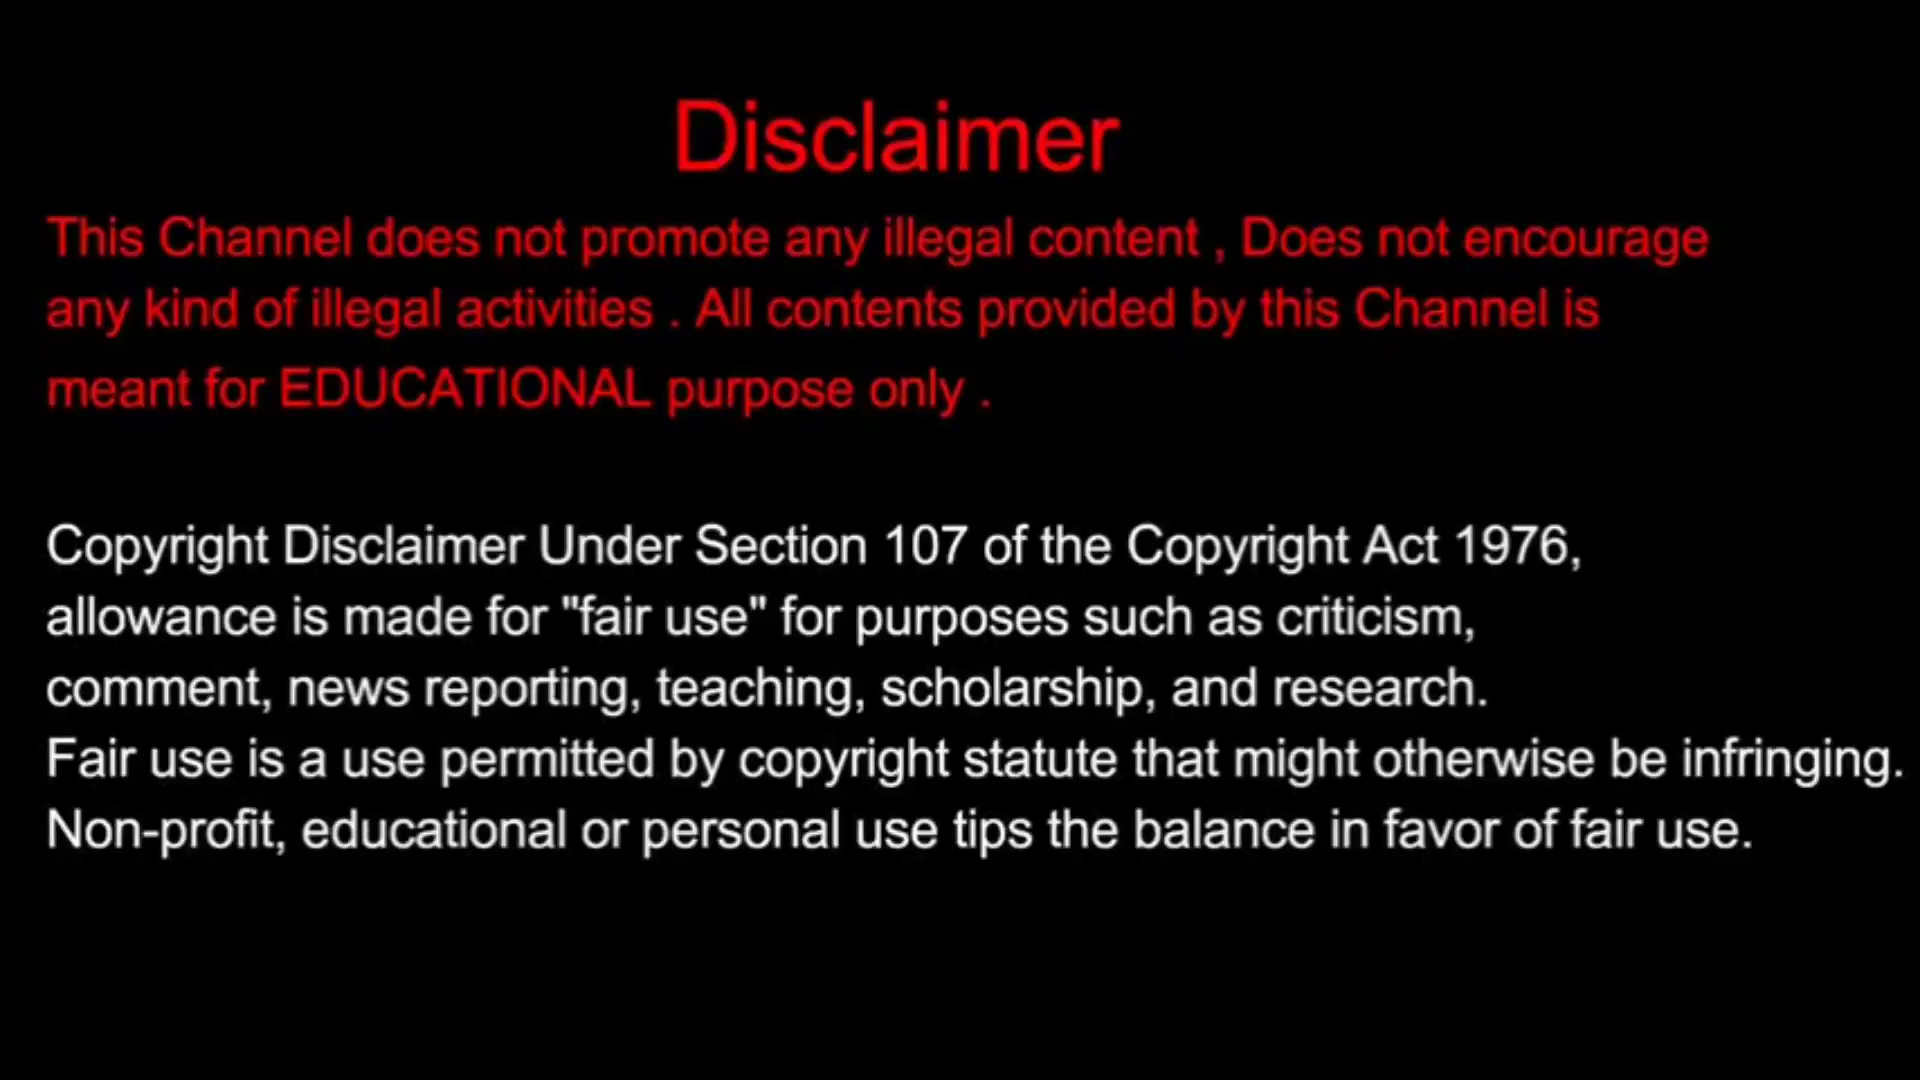 Disclaimer
This Channel does not promote any illegal content , Does not encourage
any kind of illegal activities . All contents provided by this Channel is
meant for EDUCATIONAL purpose only .
Copyright Disclaimer Under Section 107 of the Copyright Act 1976,
allowance is made for "fair use" for purposes such as criticism,
comment, news reporting, teaching, scholarship, and research.
Fair use is a use permitted by copyright statute that might otherwise be infringing.
Non-profit, educational or personal use tips the balance in favor of fair use.